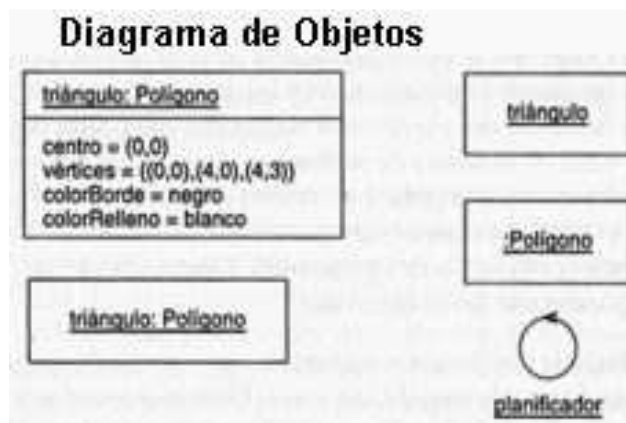 Diagrama de Objetos
triángulo: Polígono
centro = (0,0)
vértices = ((0,0),(4,0),(4,3))
colorBorde = negro
colorRelleno = blanco
triángulo: Polígono
triángulo
:Polígono
planificador